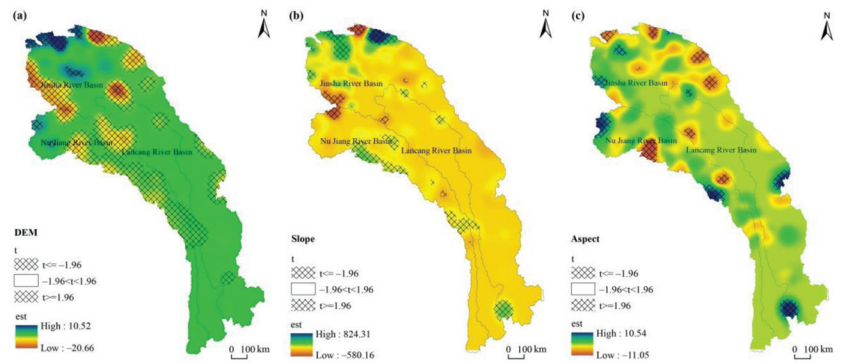 (a)
N
Jinsha River Basin
Nu Jiang River Basin
Lancang River Basin
DEM
t
t<= −1.96
−1.96<t<1.96
t>=1.96
est
High : 10.52
Low : −20.66
0 100 km
(b)
N
Jinsha River Basin
Nu Jiang River Basin
Lancang River Basin
Slope
t
t<= −1.96
−1.96<t<1.96
t>=1.96
est
High : 824.31
Low : −580.16
0 100 km
(c)
N
Jinsha River Basin
Nu Jiang River Basin
Lancang River Basin
Aspect
t
t<= −1.96
−1.96<t<1.96
t>=1.96
est
High : 10.54
Low : −11.05
0 100 km